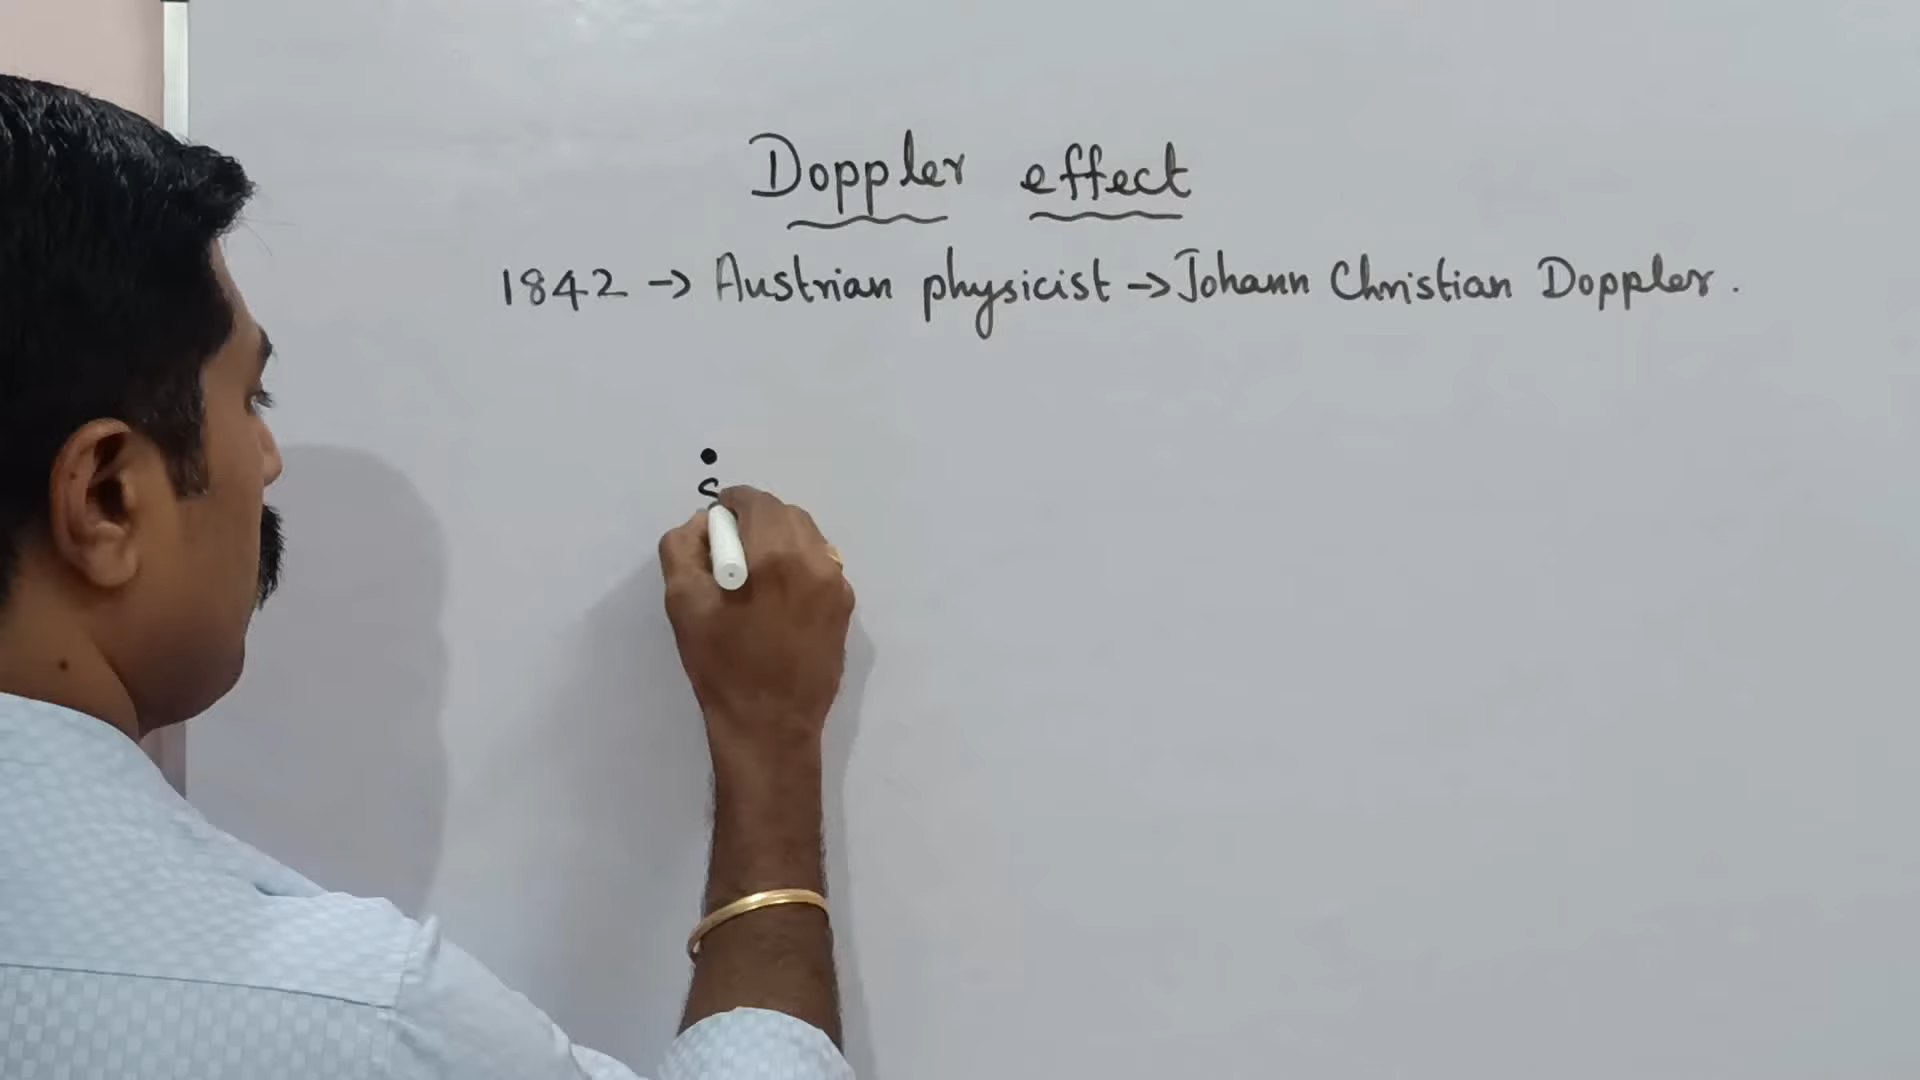 Doppler effect
1842 → Austrian physicist → Johann Christian Doppler.
S